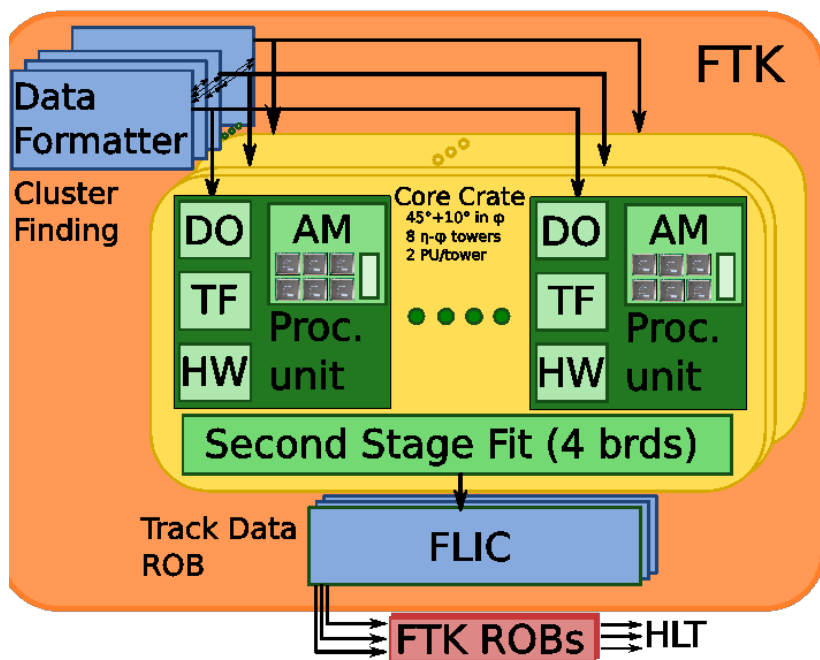 FTK
Data
Formatter
Cluster
Finding
Core Crate
45°+10° in φ
8 η-φ towers
2 PU/tower
DO
AM
TF
Proc.
HW
unit
DO
AM
TF
Proc.
HW
unit
Second Stage Fit (4 brds)
Track Data
ROB
FLIC
FTK ROBs
HLT